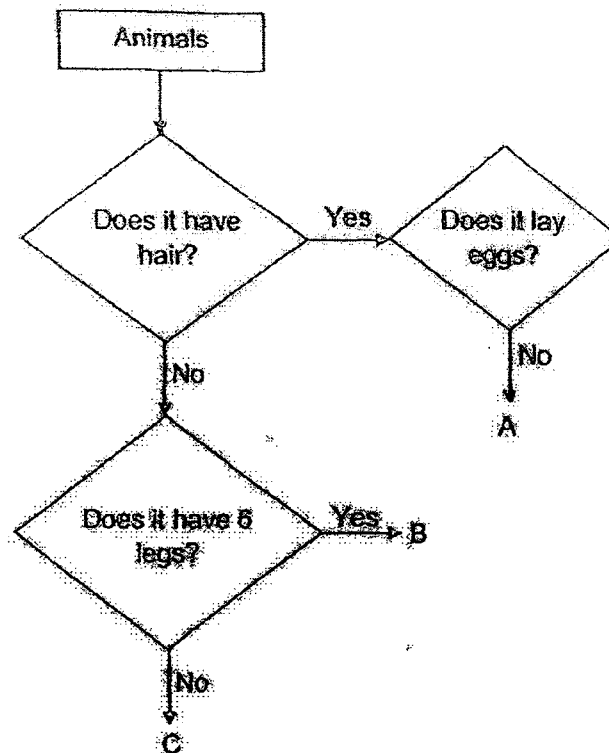 Animals
Does it have
hair?
Yes
Does it lay
eggs?
No
No
A
Does it have 6
legs?
Yes
B
No
C